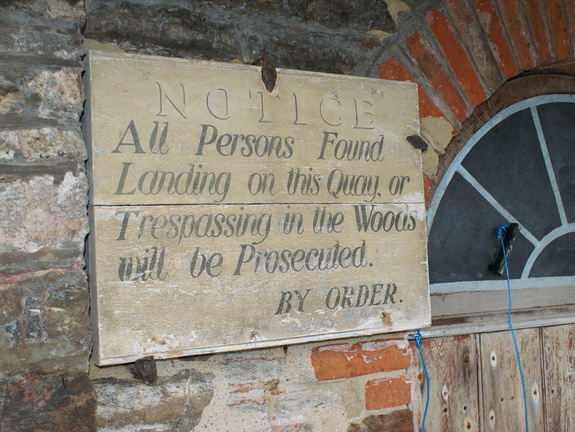 NOTICE
All Persons Found
Landing on this Quay, or
Trespassing in the Woods
will be Prosecuted.
BY ORDER.